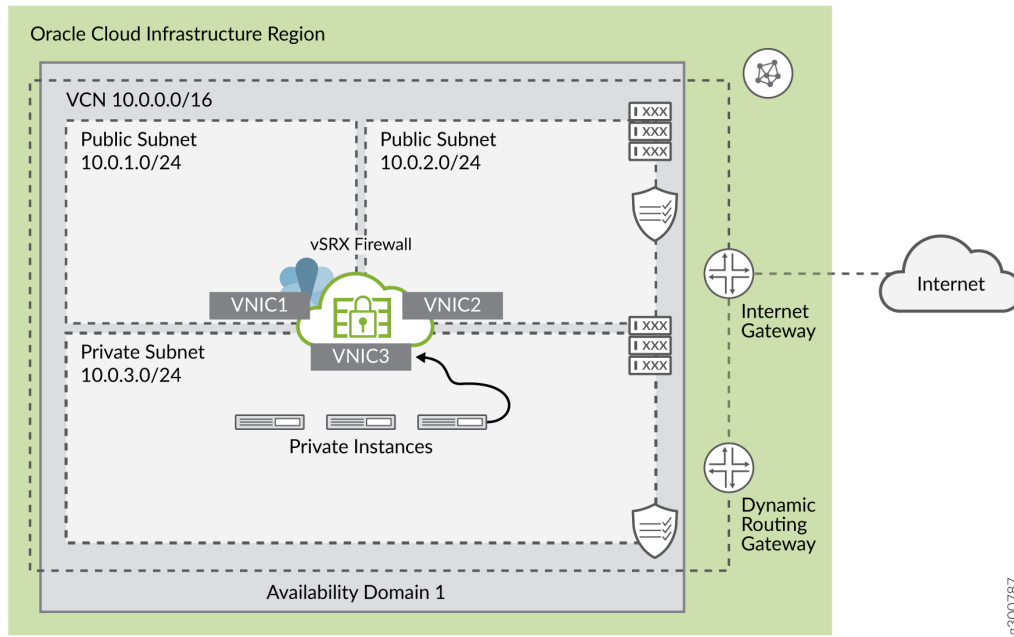 Oracle Cloud Infrastructure Region
VCN 10.0.0.0/16
Public Subnet
10.0.1.0/24
Public Subnet
10.0.2.0/24
I XXX
I XXX
I XXX
vSRX Firewall
VNIC1
VNIC2
VNIC3
Internet
Gateway
Internet
I XXX
I XXX
I XXX
Private Subnet
10.0.3.0/24
Private Instances
Dynamic
Routing
Gateway
Availability Domain 1
g300787